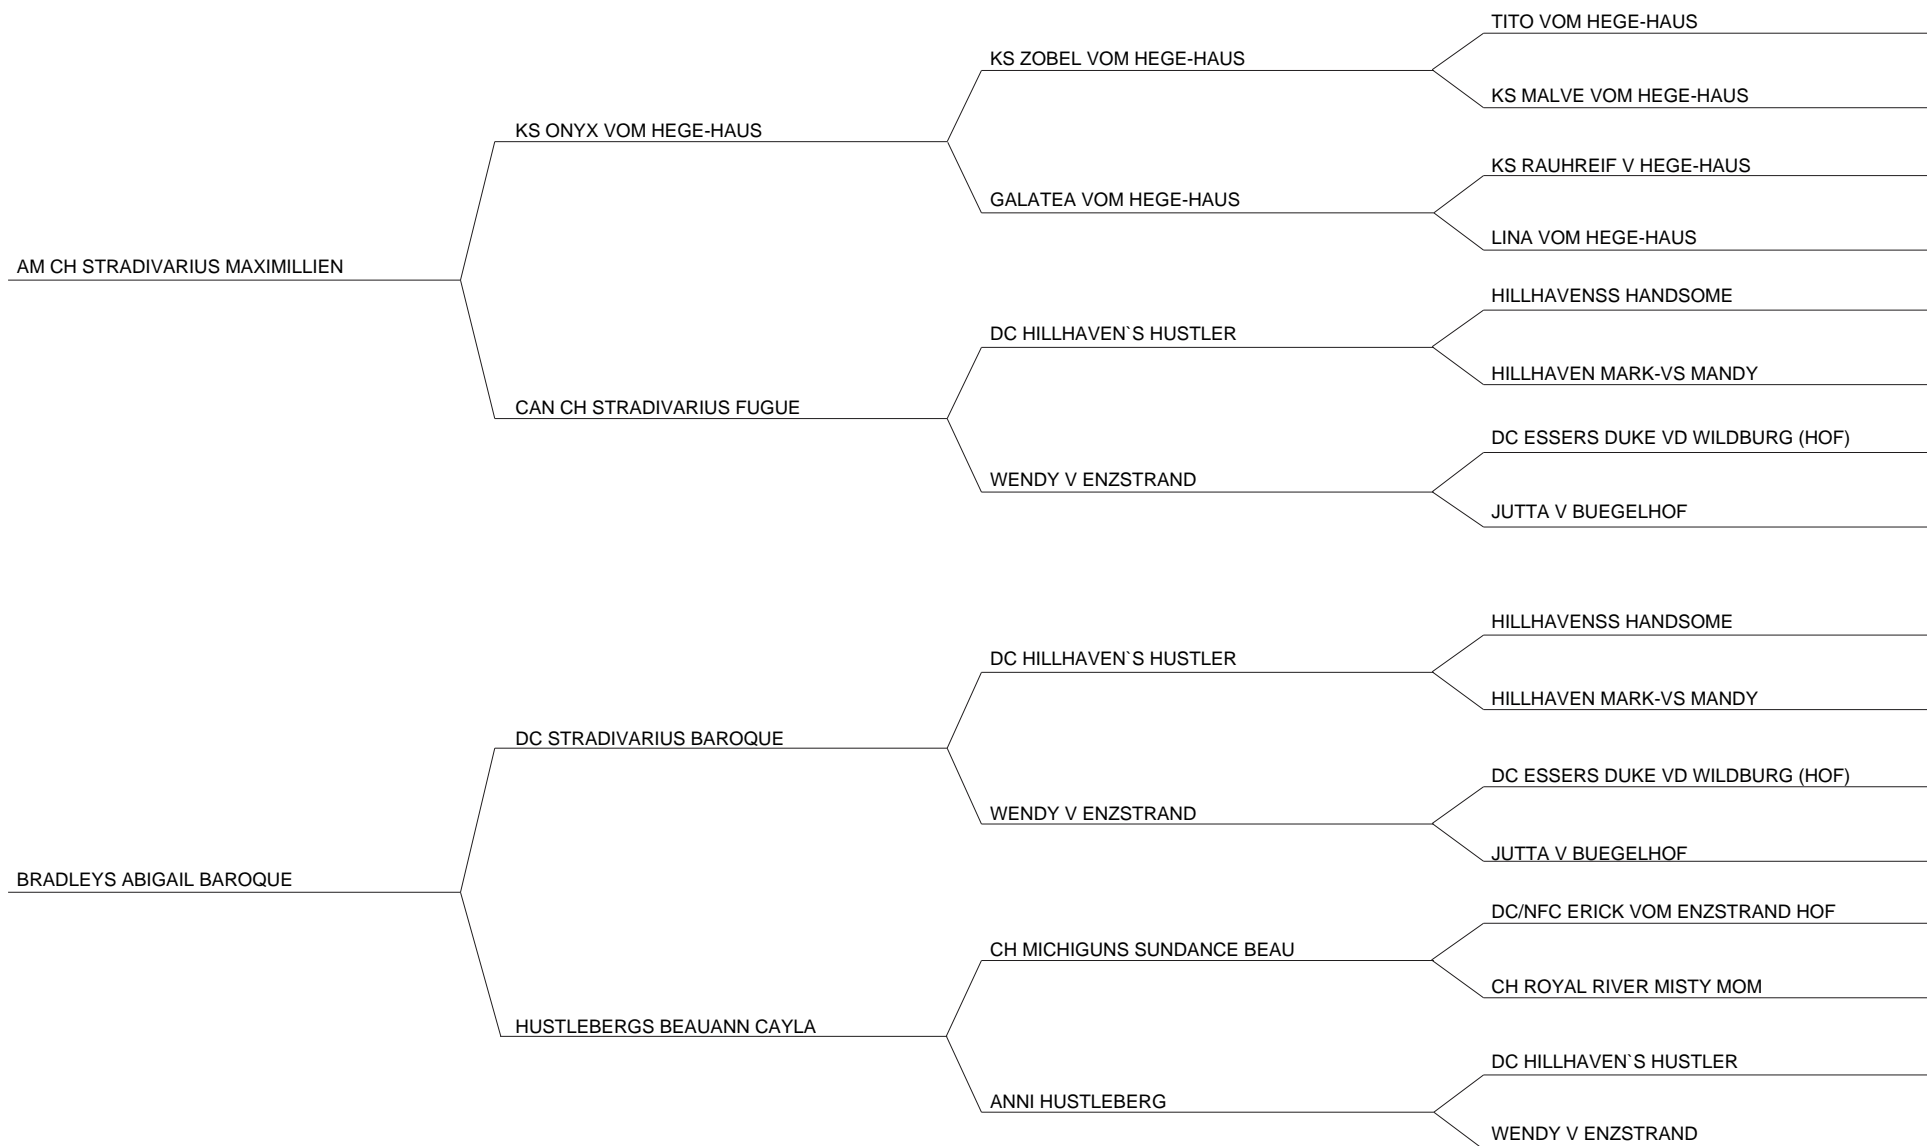 TITO VOM HEGE-HAUS
KS ZOBEL VOM HEGE-HAUS
KS MALVE VOM HEGE-HAUS
KS ONYX VOM HEGE-HAUS
KS RAUHREIF V HEGE-HAUS
GALATEA VOM HEGE-HAUS
LINA VOM HEGE-HAUS
AM CH STRADIVARIUS MAXIMILLIEN
HILLHAVENSS HANDSOME
DC HILLHAVEN`S HUSTLER
HILLHAVEN MARK-VS MANDY
CAN CH STRADIVARIUS FUGUE
DC ESSERS DUKE VD WILDBURG (HOF)
WENDY V ENZSTRAND
JUTTA V BUEGELHOF
HILLHAVENSS HANDSOME
DC HILLHAVEN`S HUSTLER
HILLHAVEN MARK-VS MANDY
DC STRADIVARIUS BAROQUE
DC ESSERS DUKE VD WILDBURG (HOF)
WENDY V ENZSTRAND
JUTTA V BUEGELHOF
BRADLEYS ABIGAIL BAROQUE
DC/NFC ERICK VOM ENZSTRAND HOF
CH MICHIGUNS SUNDANCE BEAU
CH ROYAL RIVER MISTY MOM
HUSTLEBERGS BEAUANN CAYLA
DC HILLHAVEN`S HUSTLER
ANNI HUSTLEBERG
WENDY V ENZSTRAND